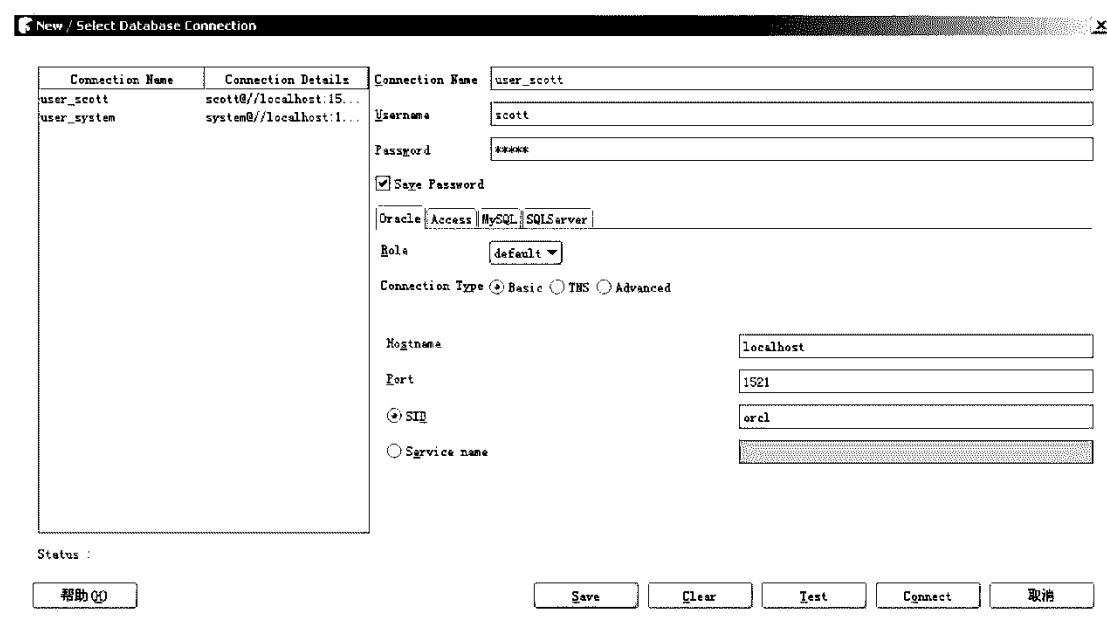 New / Select Database Connection
Connection Name Connection Details
user_scott scott@//localhost:15...
user_system system@//localhost:1...
Connection Name user_scott
Username scott
Password *****
Save Password
Oracle Access MySQL SQLServer
Role default
Connection Type Basic TNS Advanced
Hostname localhost
Port 1521
SID orcl
Service name
Status :
帮助(H) Save Clear Test Connect 取消